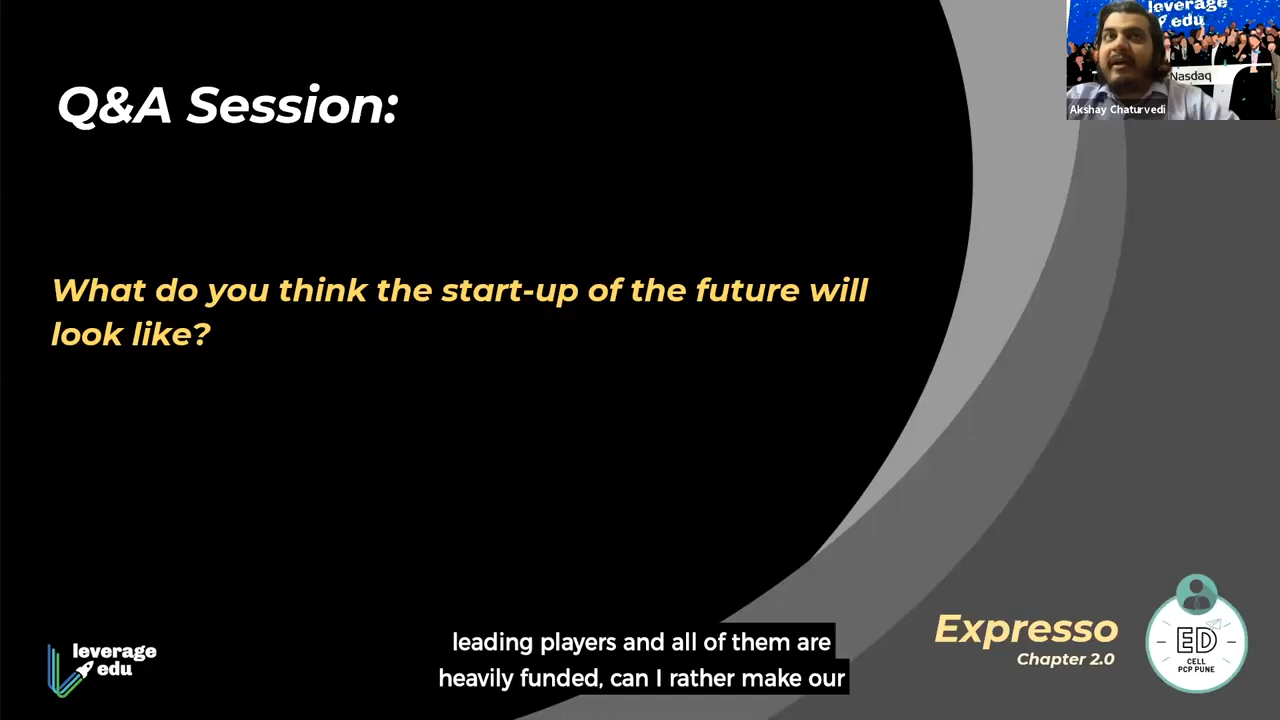 leverage
edu
Nasdaq
Akshay Chaturvedi
Q&A Session:
What do you think the start-up of the future will
look like?
leverage
edu
leading players and all of them are
heavily funded, can I rather make our
Expresso
Chapter 2.0
ED
CELL
PCP PUNE